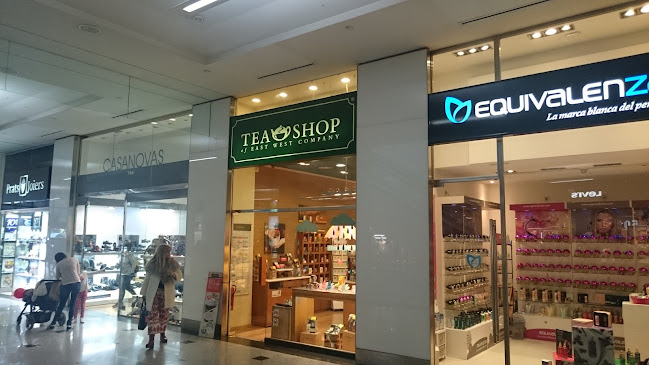 Prats Joiers
CASANOVAS
TEA SHOP
of EAST WEST COMPANY
EQUIVALENZ
La marca blanca del per
LEVIS